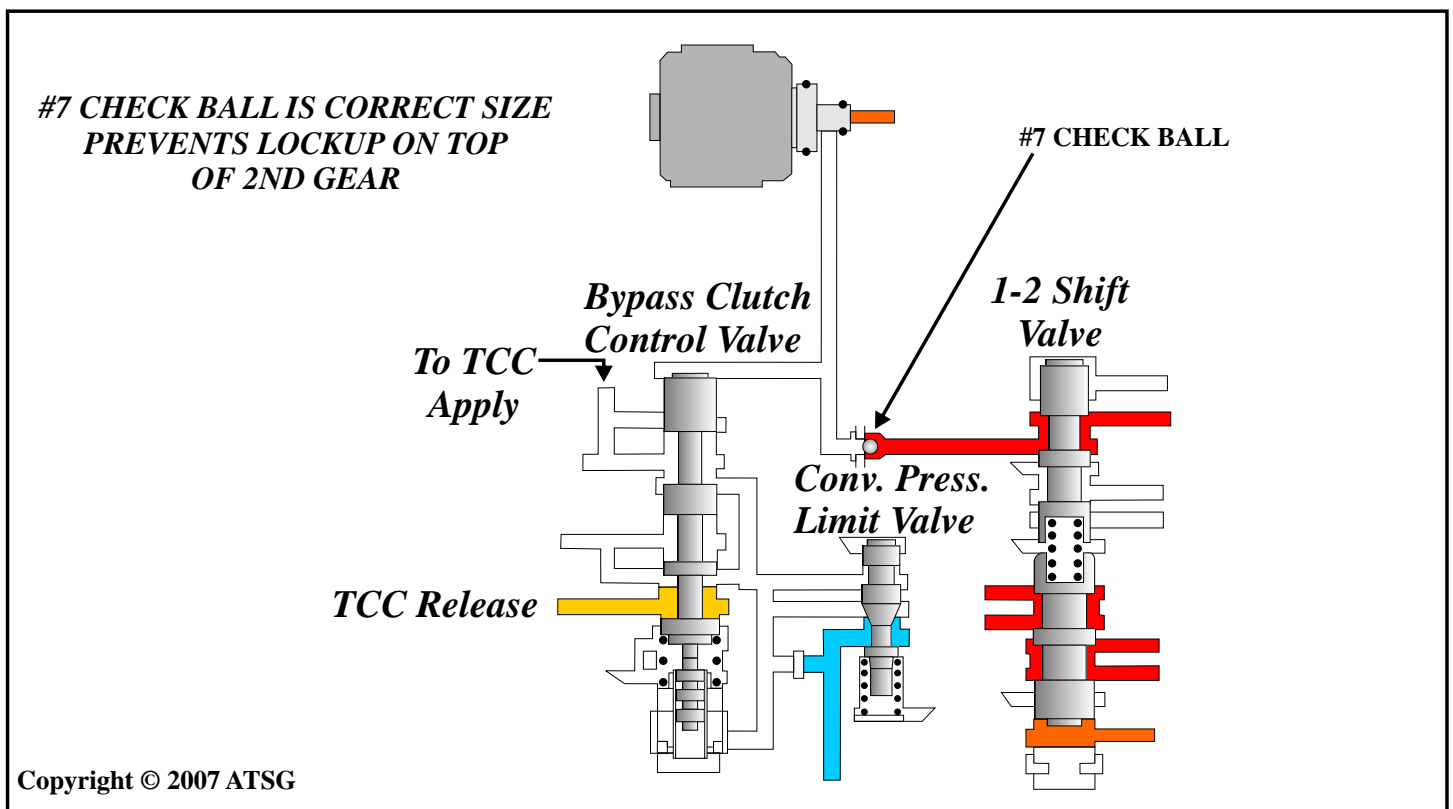 #7 CHECK BALL IS CORRECT SIZE
PREVENTS LOCKUP ON TOP
OF 2ND GEAR
#7 CHECK BALL
Bypass Clutch
Control Valve
1-2 Shift
Valve
To TCC
Apply
Conv. Press.
Limit Valve
TCC Release
Copyright © 2007 ATSG